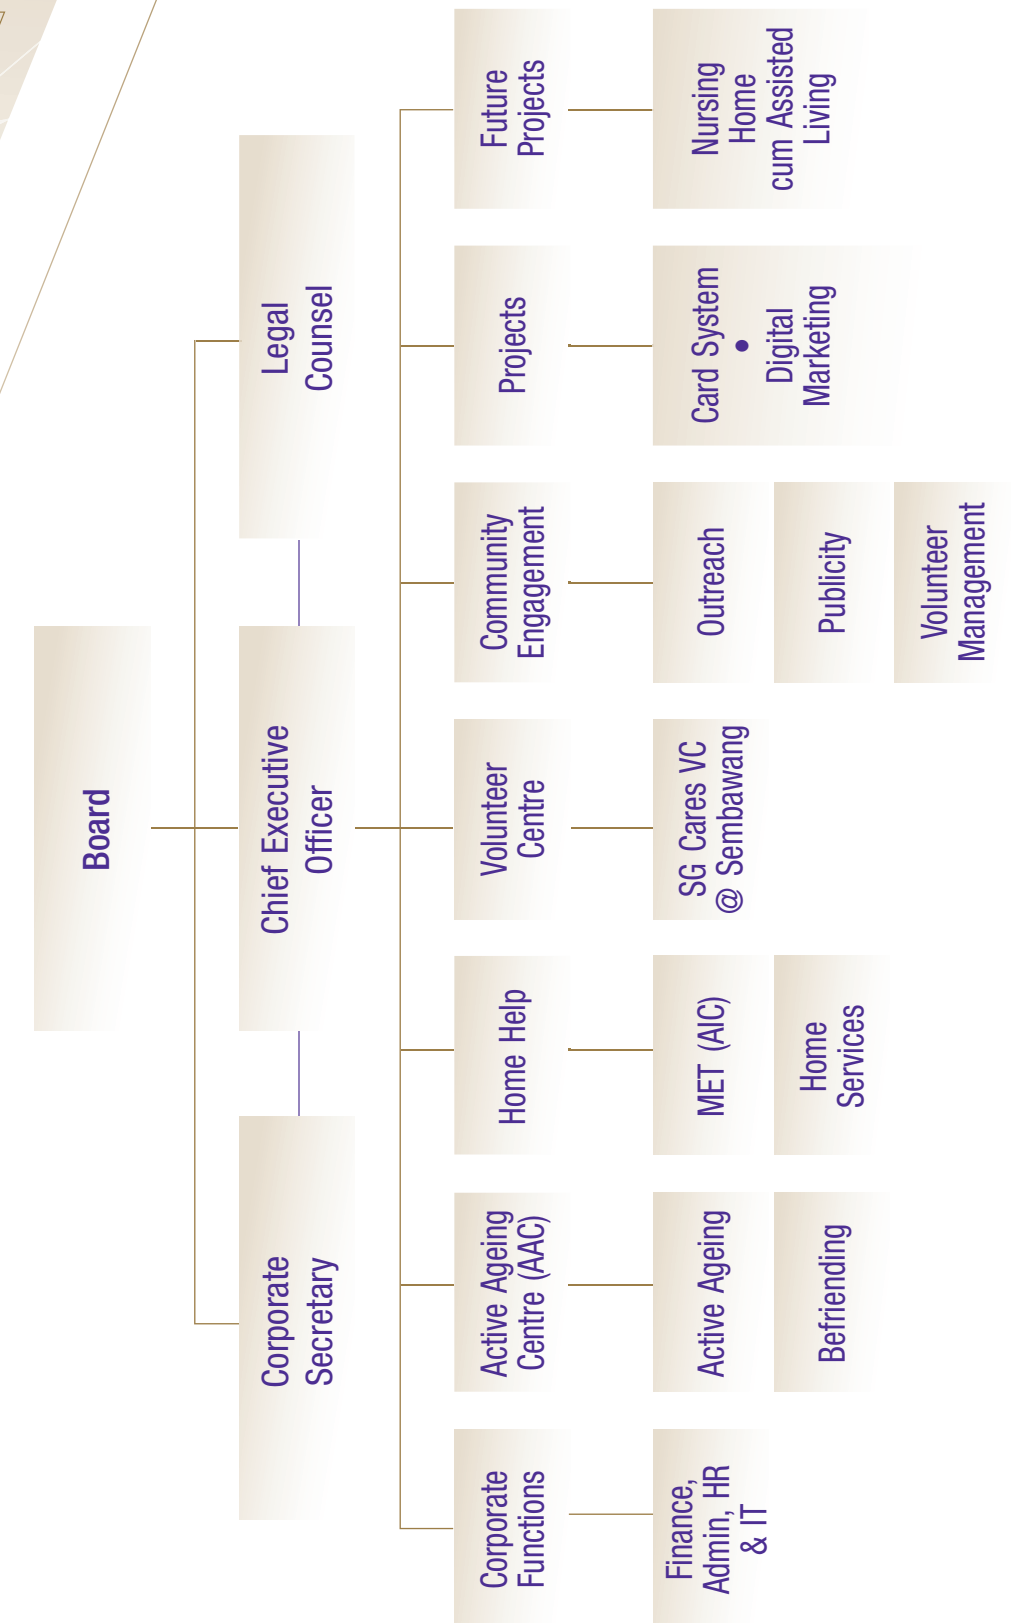 Board
Corporate
Secretary
Chief Executive
Officer
Legal
Counsel
Corporate
Functions
Active Ageing
Centre (AAC)
Home Help
Volunteer
Centre
Community
Engagement
Projects
Future
Projects
Finance,
Admin, HR
& IT
Active Ageing
Befriending
MET (AIC)
Home
Services
SG Cares VC
@ Sembawang
Outreach
Publicity
Volunteer
Management
Card System
•
Digital
Marketing
Nursing
Home
cum Assisted
Living